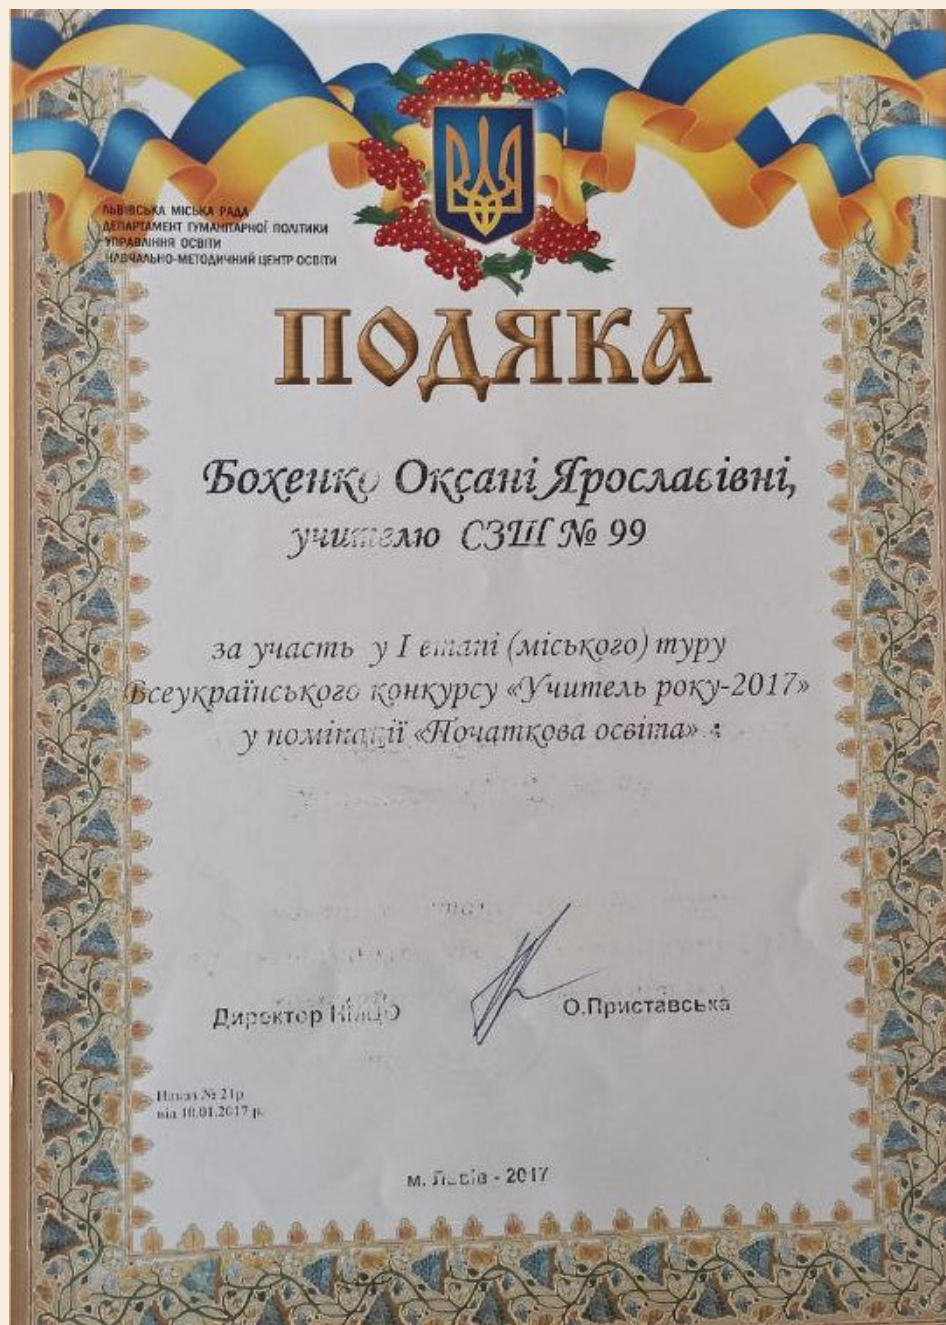 ЛЬВІВСЬКА МІСЬКА РАДА
ДЕПАРТАМЕНТ ГУМАНІТАРНОЇ ПОЛІТИКИ
УПРАВЛІННЯ ОСВІТИ
НАВЧАЛЬНО-МЕТОДИЧНИЙ ЦЕНТР ОСВІТИ
ПОДЯКА
Бохенко Оксані Ярославівні,
учителю СЗШ № 99
за участь у І етапі (міського) туру
Всеукраїнського конкурсу «Учитель року-2017»
у номінації «Початкова освіта»
Директор НМЦО О.Приставська
Наказ № 21р
від 10.01.2017 р.
м. Львів - 2017